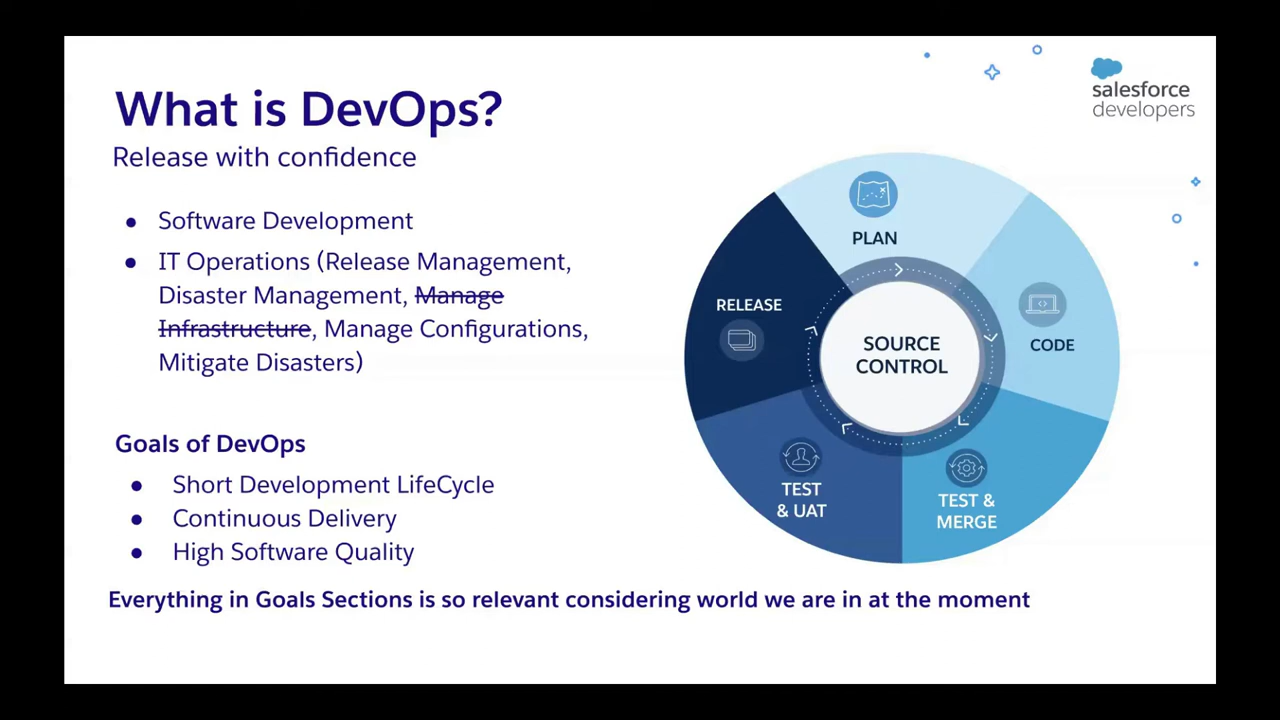 What is DevOps?
Release with confidence
● Software Development
● IT Operations (Release Management,
Disaster Management, Manage
Infrastructure, Manage Configurations,
Mitigate Disasters)
Goals of DevOps
● Short Development LifeCycle
● Continuous Delivery
● High Software Quality
Everything in Goals Sections is so relevant considering world we are in at the moment
salesforce
developers
PLAN
CODE
TEST &
MERGE
TEST
& UAT
RELEASE
SOURCE
CONTROL